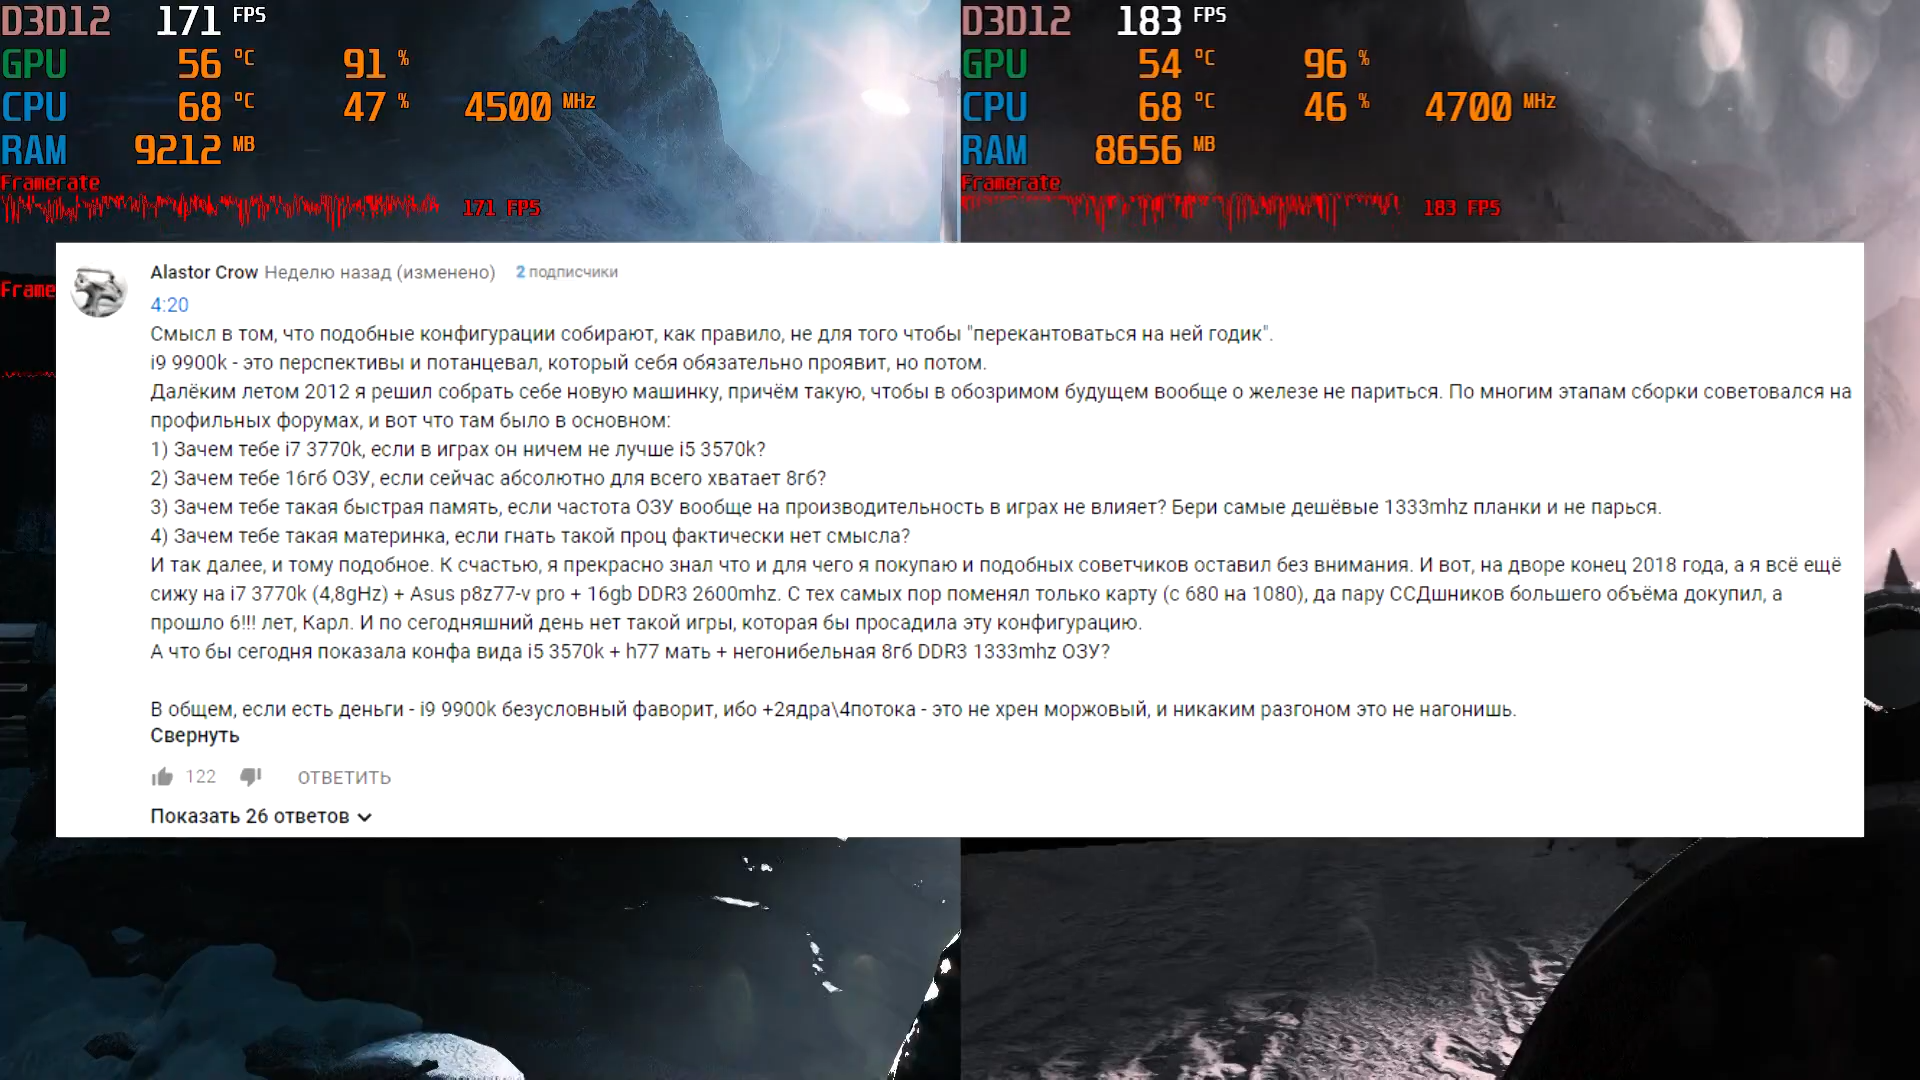 D3D12 171 FPS
GPU 56 °C 91 %
CPU 68 °C 47 % 4500 MHz
RAM 9212 MB
Framerate
171 FPS
D3D12 183 FPS
GPU 54 °C 96 %
CPU 68 °C 46 % 4700 MHz
RAM 8656 MB
Framerate
183 FPS
Frame
Alastor Crow Неделю назад (изменено) 2 подписчики
4:20
Смысл в том, что подобные конфигурации собирают, как правило, не для того чтобы "перекантоваться на ней годик".
i9 9900k - это перспективы и потанцевал, который себя обязательно проявит, но потом.
Далёким летом 2012 я решил собрать себе новую машинку, причём такую, чтобы в обозримом будущем вообще о железе не париться. По многим этапам сборки советовался на
профильных форумах, и вот что там было в основном:
1) Зачем тебе i7 3770k, если в играх он ничем не лучше i5 3570k?
2) Зачем тебе 16гб ОЗУ, если сейчас абсолютно для всего хватает 8гб?
3) Зачем тебе такая быстрая память, если частота ОЗУ вообще на производительность в играх не влияет? Бери самые дешёвые 1333mhz планки и не парься.
4) Зачем тебе такая материнка, если гнать такой проц фактически нет смысла?
И так далее, и тому подобное. К счастью, я прекрасно знал что и для чего я покупаю и подобных советчиков оставил без внимания. И вот, на дворе конец 2018 года, а я всё ещё
сижу на i7 3770k (4,8gHz) + Asus p8z77-v pro + 16gb DDR3 2600mhz. С тех самых пор поменял только карту (с 680 на 1080), да пару ССДшников большего объёма докупил, а
прошло 6!!! лет, Карл. И по сегодняшний день нет такой игры, которая бы просадила эту конфигурацию.
А что бы сегодня показала конфа вида i5 3570k + h77 мать + негонибельная 8гб DDR3 1333mhz ОЗУ?
В общем, если есть деньги - i9 9900k безусловный фаворит, ибо +2ядра\4потока - это не хрен моржовый, и никаким разгоном это не нагонишь.
Свернуть
122 ОТВЕТИТЬ
Показать 26 ответов